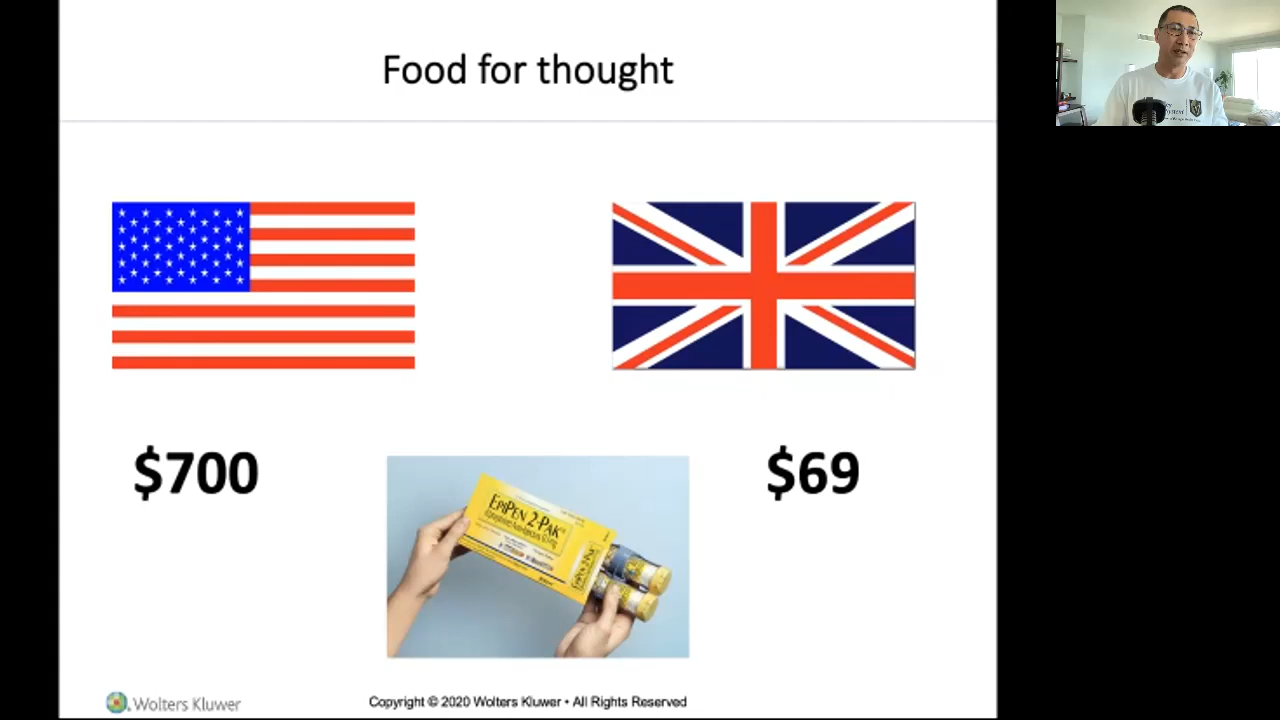 Food for thought
$700
$69
EPIPEN 2-PAK
Wolters Kluwer
Copyright © 2020 Wolters Kluwer • All Rights Reserved